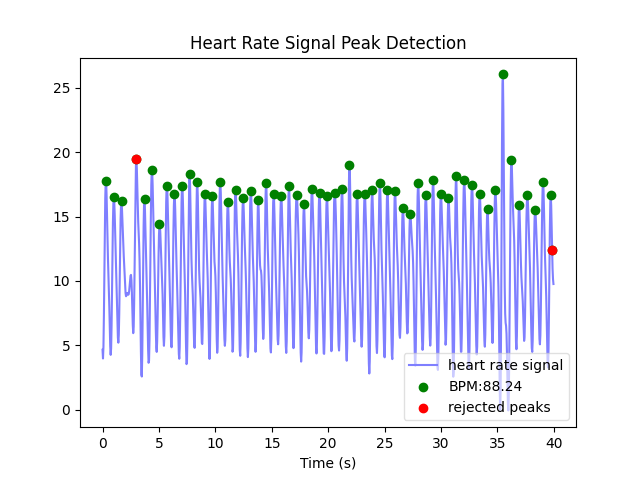 Heart Rate Signal Peak Detection
25
20
15
10
5
0
heart rate signal
BPM:88.24
rejected peaks
0 5 10 15 20 25 30 35 40
Time (s)